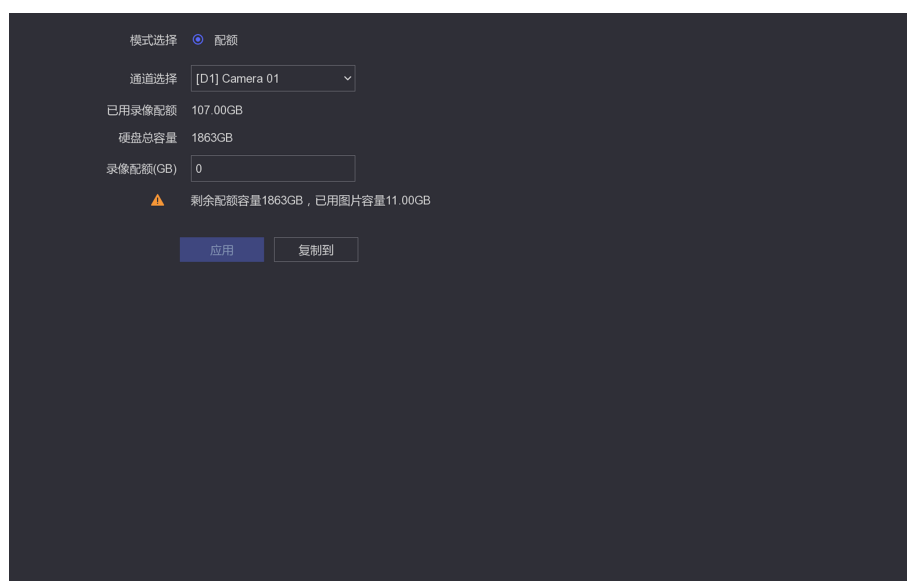 模式选择 配额
通道选择 [D1] Camera 01
已用录像配额 107.00GB
硬盘总容量 1863GB
录像配额(GB) 0
剩余配额容量1863GB，已用图片容量11.00GB
应用 复制到